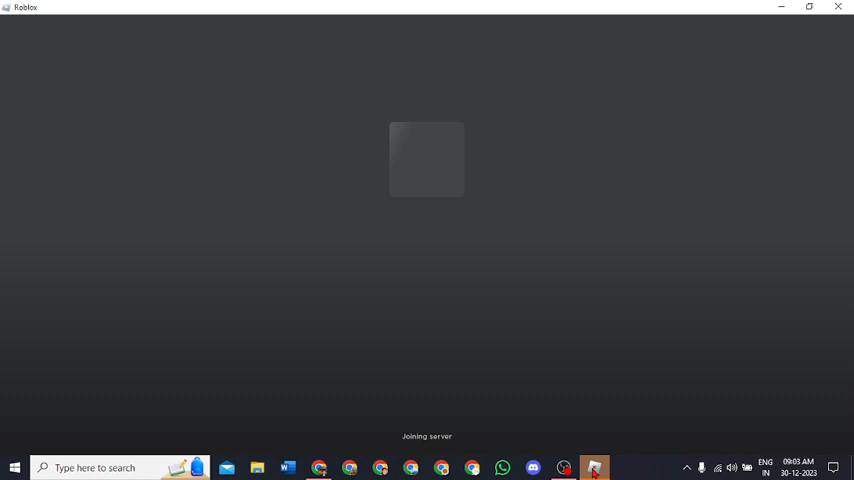 Roblox
Joining server
Type here to search
ENG
IN
09:03 AM
30-12-2023